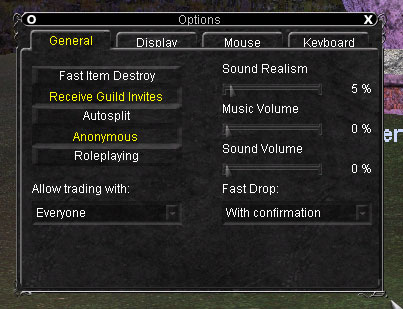 O Options X
General Display Mouse Keyboard
Fast Item Destroy
Receive Guild Invites
Autosplit
Anonymous
Roleplaying
Allow trading with:
Everyone
Sound Realism
5 %
Music Volume
0 %
Sound Volume
0 %
Fast Drop:
With confirmation
er